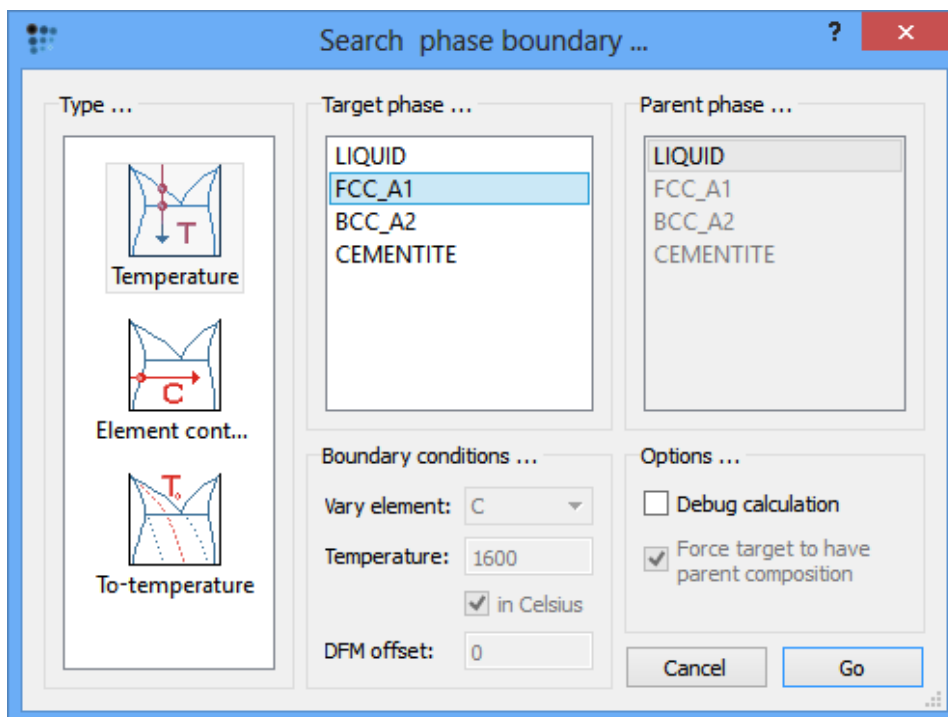 Search phase boundary ...
?
Type ...
T
Temperature
C
Element cont...
To
To-temperature
Target phase ...
LIQUID
FCC_A1
BCC_A2
CEMENTITE
Parent phase ...
LIQUID
FCC_A1
BCC_A2
CEMENTITE
Boundary conditions ...
Vary element: C
Temperature: 1600
in Celsius
DFM offset: 0
Options ...
Debug calculation
Force target to have
parent composition
Cancel
Go